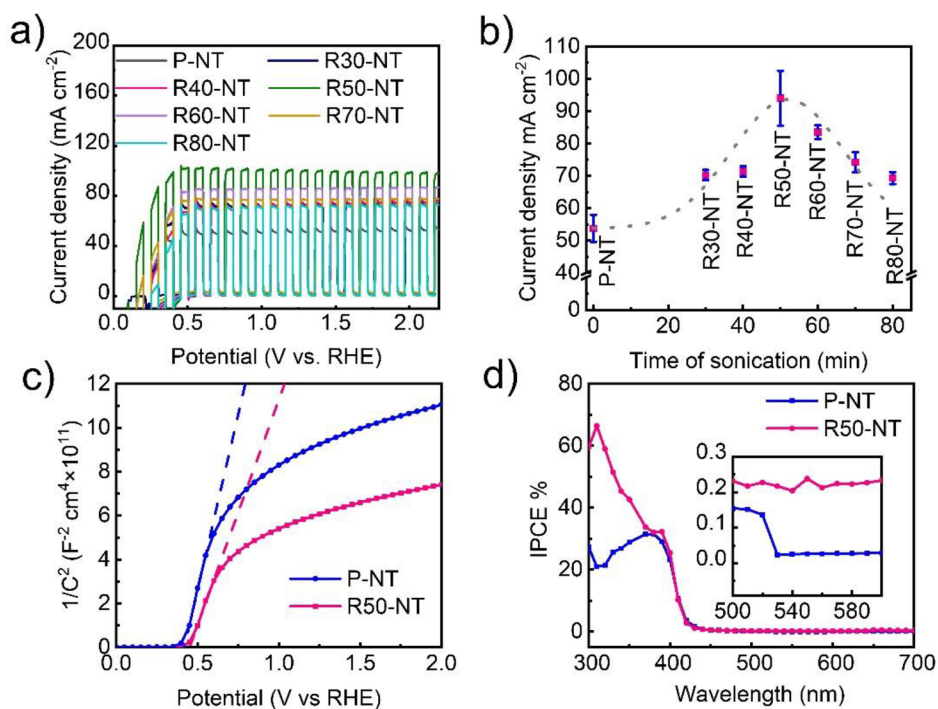 a)
Current density (mA cm⁻²)
200
160
120
80
40
0
P-NT R30-NT
R40-NT R50-NT
R60-NT R70-NT
R80-NT
0.0 0.5 1.0 1.5 2.0
Potential (V vs. RHE)
b)
Current density mA cm⁻²
110
100
90
80
70
60
50
40
0
P-NT
R30-NT
R40-NT
R50-NT
R60-NT
R70-NT
R80-NT
0 20 40 60 80
Time of sonication (min)
c)
1/C² (F⁻² cm⁴×10¹¹)
12
10
8
6
4
2
0
P-NT
R50-NT
0.0 0.5 1.0 1.5 2.0
Potential (V vs RHE)
d)
IPCE %
80
60
40
20
0
P-NT
R50-NT
0.3
0.2
0.1
0.0
500 540 580
300 400 500 600 700
Wavelength (nm)